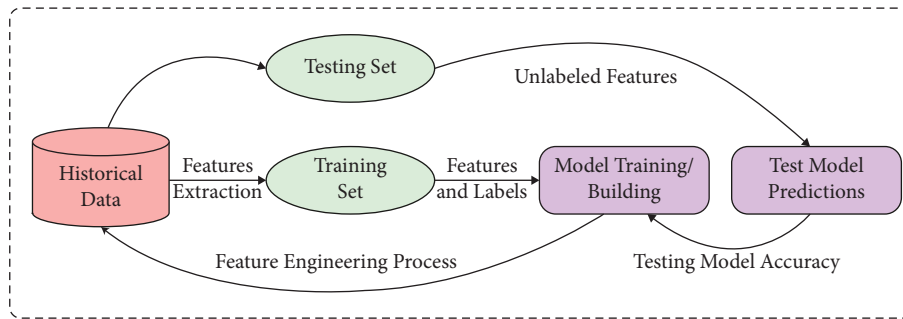 Testing Set
Unlabeled Features
Historical
Data
Features
Extraction
Training
Set
Features
and Labels
Model Training/
Building
Test Model
Predictions
Feature Engineering Process
Testing Model Accuracy